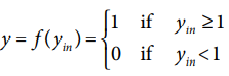 y = f(y_in) = { 1 if y_in ≥ 1
0 if y_in < 1